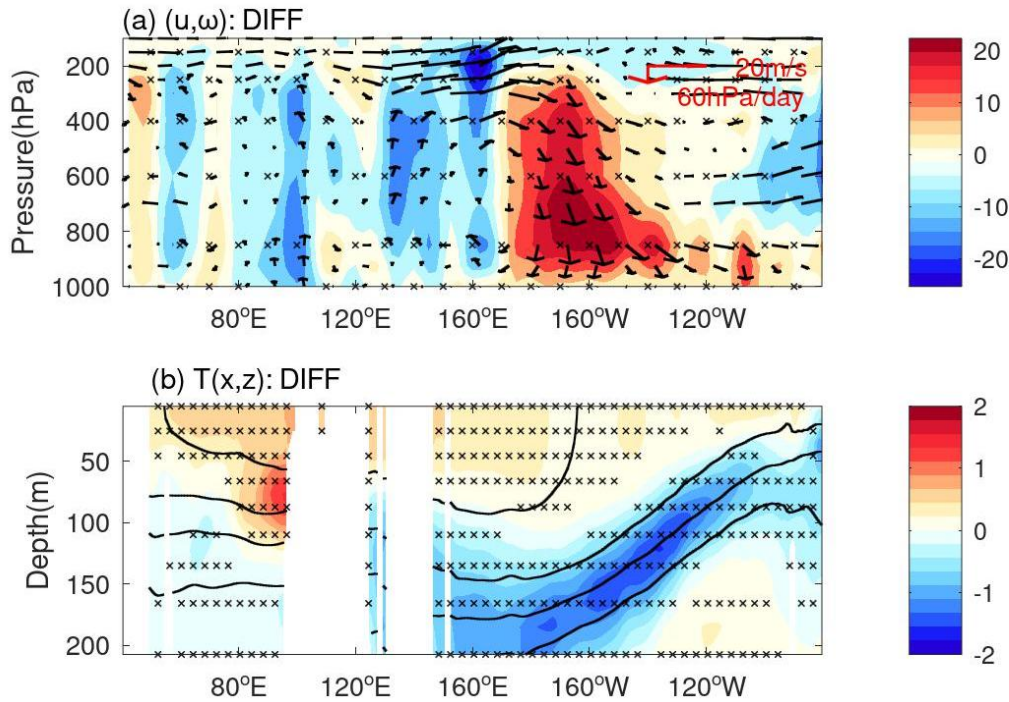 (a) (u,ω): DIFF
Pressure(hPa)
200
400
600
800
1000
20m/s
60hPa/day
80°E
120°E
160°E
160°W
120°W
20
10
0
-10
-20
(b) T(x,z): DIFF
Depth(m)
50
100
150
200
80°E
120°E
160°E
160°W
120°W
2
1
0
-1
-2